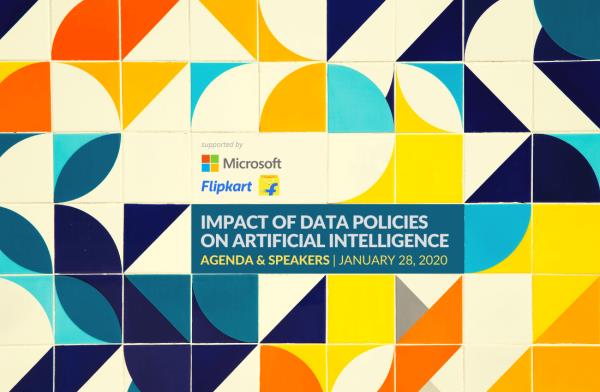 supported by
Microsoft
Flipkart
IMPACT OF DATA POLICIES
ON ARTIFICIAL INTELLIGENCE
AGENDA & SPEAKERS | JANUARY 28, 2020